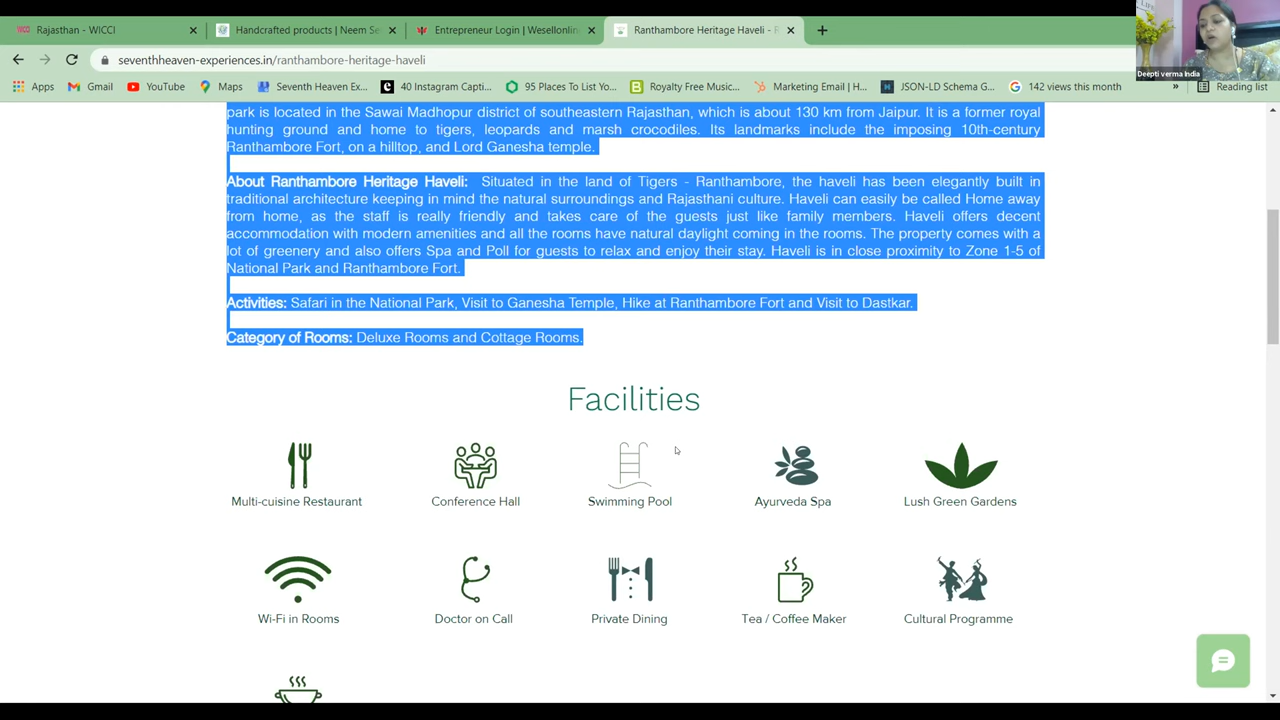 Rajasthan - WICCI
Handcrafted products | Neem Se
Entrepreneur Login | Wesellonlin
Ranthambore Heritage Haveli - R
LIFE
seventhheaven-experiences.in/ranthambore-heritage-haveli
Deepti verma India
Apps
Gmail
YouTube
Maps
Seventh Heaven Ex...
40 Instagram Capti...
95 Places To List Yo...
Royalty Free Music...
Marketing Email | H...
JSON-LD Schema G...
142 views this month
»
Reading list
park is located in the Sawai Madhopur district of southeastern Rajasthan, which is about 130 km from Jaipur. It is a former royal
hunting ground and home to tigers, leopards and marsh crocodiles. Its landmarks include the imposing 10th-century
Ranthambore Fort, on a hilltop, and Lord Ganesha temple.
About Ranthambore Heritage Haveli: Situated in the land of Tigers - Ranthambore, the haveli has been elegantly built in
traditional architecture keeping in mind the natural surroundings and Rajasthani culture. Haveli can easily be called Home away
from home, as the staff is really friendly and takes care of the guests just like family members. Haveli offers decent
accommodation with modern amenities and all the rooms have natural daylight coming in the rooms. The property comes with a
lot of greenery and also offers Spa and Poll for guests to relax and enjoy their stay. Haveli is in close proximity to Zone 1-5 of
National Park and Ranthambore Fort.
Activities: Safari in the National Park, Visit to Ganesha Temple, Hike at Ranthambore Fort and Visit to Dastkar.
Category of Rooms: Deluxe Rooms and Cottage Rooms.
Facilities
Multi-cuisine Restaurant
Conference Hall
Swimming Pool
Ayurveda Spa
Lush Green Gardens
Wi-Fi in Rooms
Doctor on Call
Private Dining
Tea / Coffee Maker
Cultural Programme